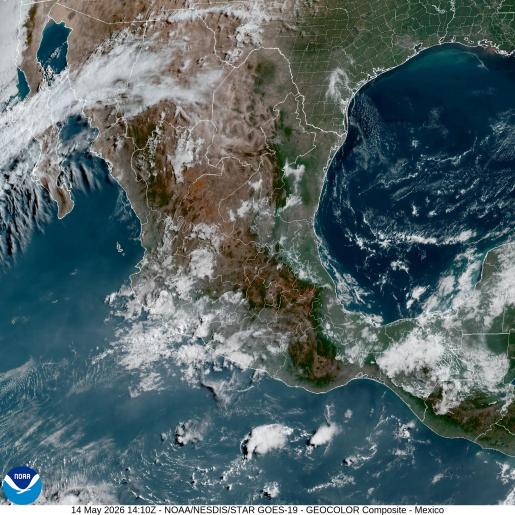 NOAA
14 May 2026 14:10Z - NOAA/NESDIS/STAR GOES-19 - GEOCOLOR Composite - Mexico